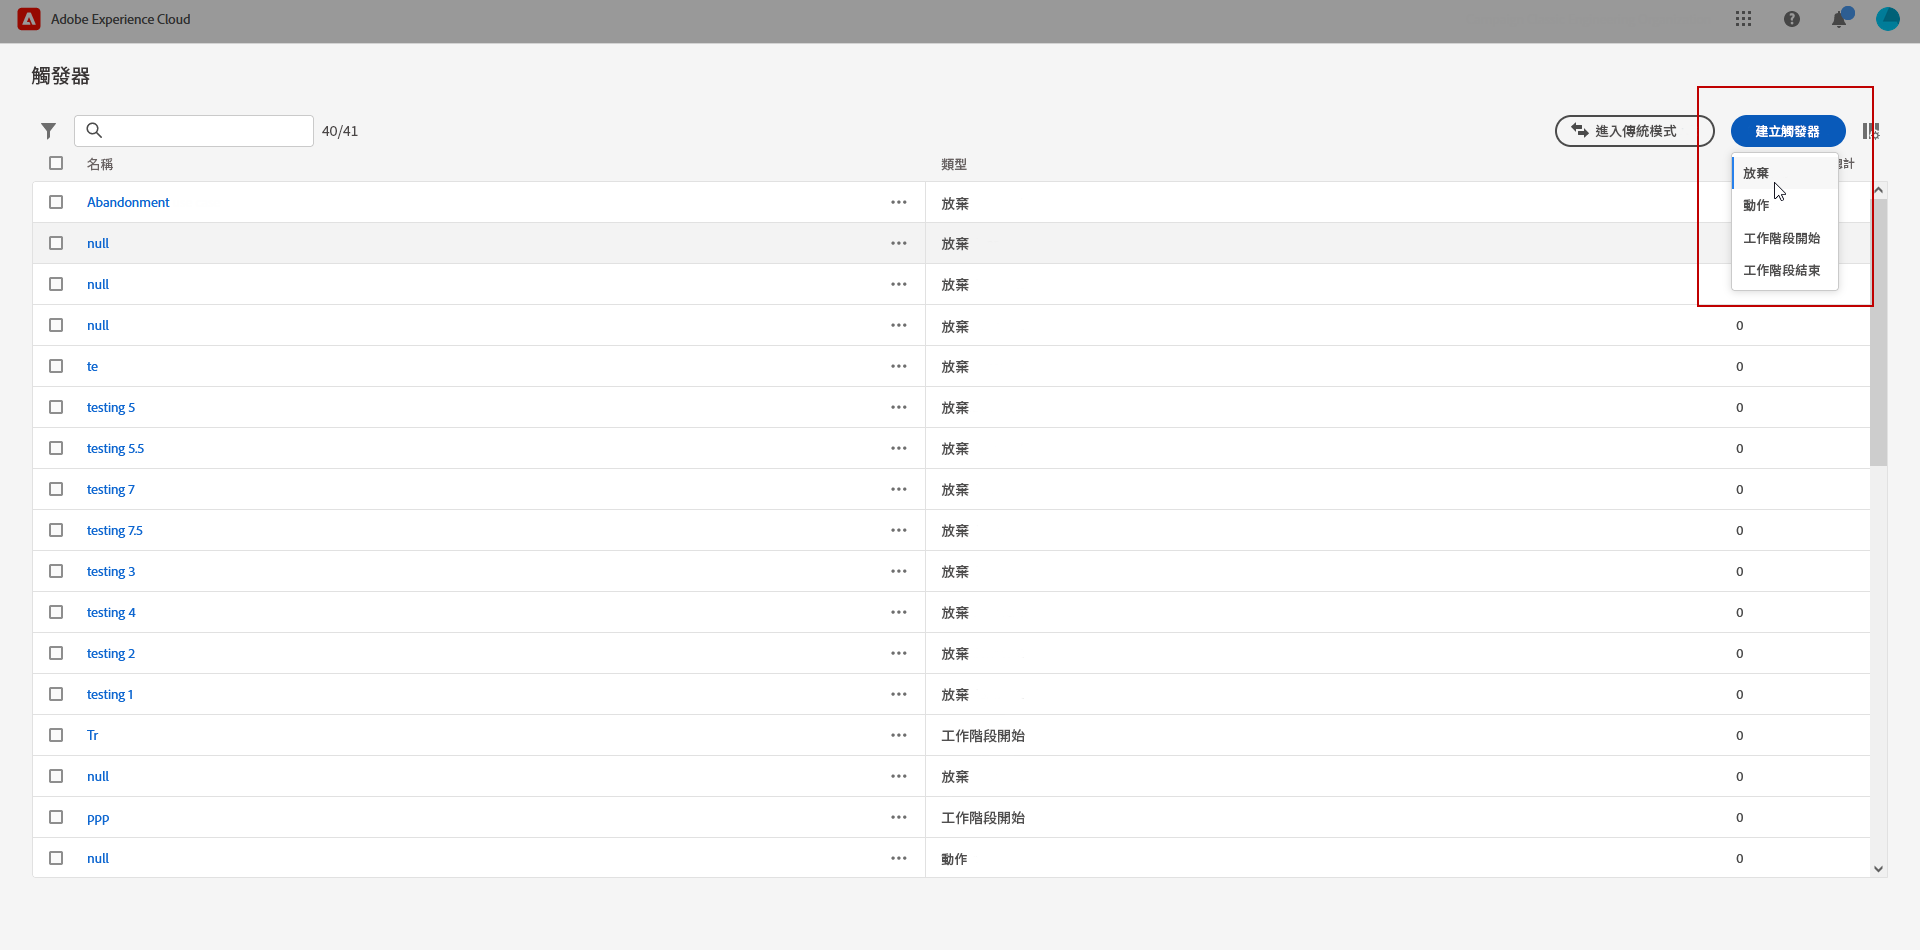 Adobe Experience Cloud
觸發器
40/41
進入傳統模式
建立觸發器
名稱 類型 計
放棄
動作
工作階段開始
工作階段結束
Abandonment 放棄
null 放棄
null 放棄
null 放棄 0
te 放棄 0
testing 5 放棄 0
testing 5.5 放棄 0
testing 7 放棄 0
testing 7.5 放棄 0
testing 3 放棄 0
testing 4 放棄 0
testing 2 放棄 0
testing 1 放棄 0
Tr 工作階段開始 0
null 放棄 0
ppp 工作階段開始 0
null 動作 0